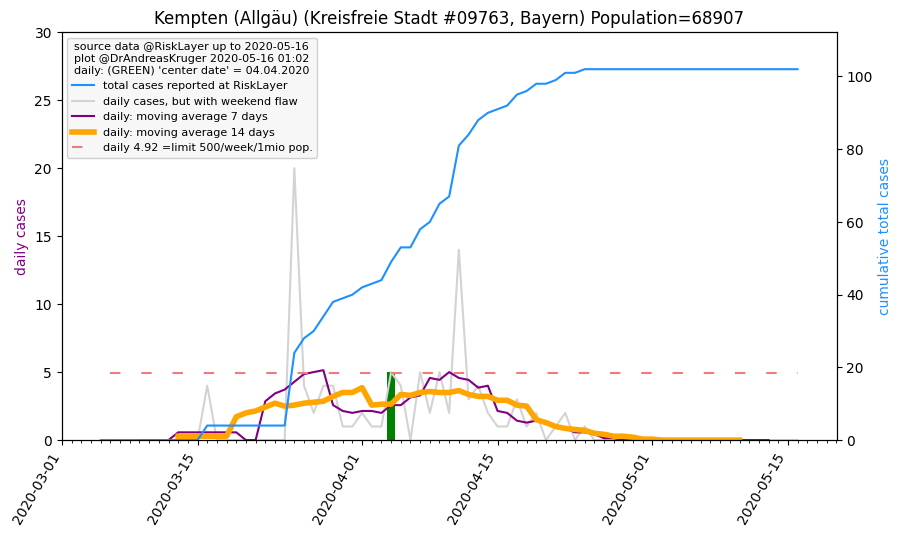 Kempten (Allgäu) (Kreisfreie Stadt #09763, Bayern) Population=68907
source data @RiskLayer up to 2020-05-16
plot @DrAndreasKruger 2020-05-16 01:02
daily: (GREEN) 'center date' = 04.04.2020
total cases reported at RiskLayer
daily cases, but with weekend flaw
daily: moving average 7 days
daily: moving average 14 days
daily 4.92 =limit 500/week/1mio pop.
daily cases
30
25
20
15
10
5
0
cumulative total cases
100
80
60
40
20
0
2020-03-01
2020-03-15
2020-04-01
2020-04-15
2020-05-01
2020-05-15